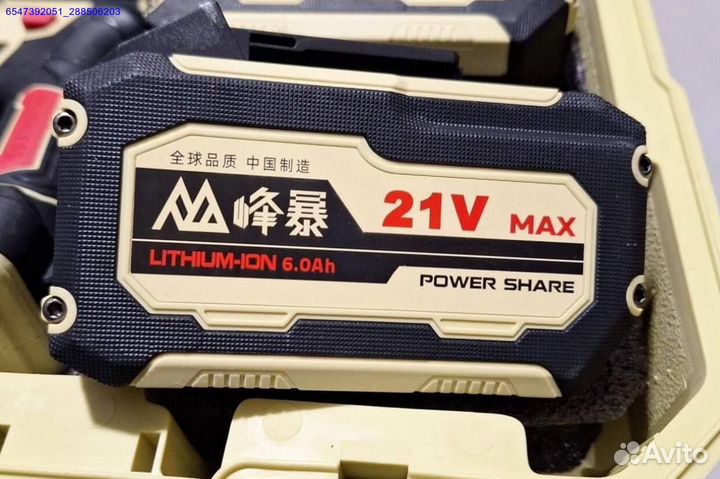 6547392051_288506203
全球品质 中国制造
峰暴
21V MAX
LITHIUM-ION 6.0Ah
POWER SHARE
Avito